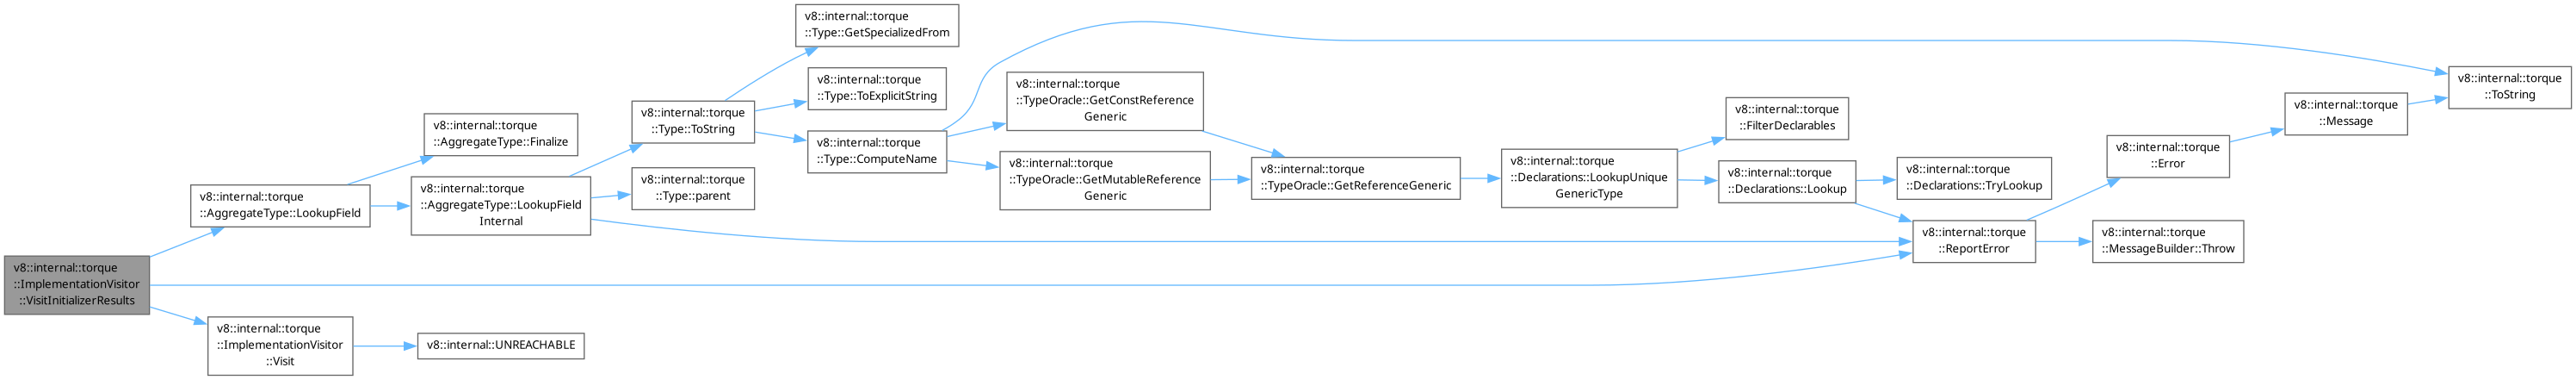 v8::internal::torque
::ImplementationVisitor
::VisitInitializerResults
v8::internal::torque
::AggregateType::LookupField
v8::internal::torque
::AggregateType::Finalize
v8::internal::torque
::AggregateType::LookupField
Internal
v8::internal::torque
::Type::ToString
v8::internal::torque
::Type::GetSpecializedFrom
v8::internal::torque
::Type::ToExplicitString
v8::internal::torque
::Type::ComputeName
v8::internal::torque
::TypeOracle::GetConstReference
Generic
v8::internal::torque
::TypeOracle::GetMutableReference
Generic
v8::internal::torque
::TypeOracle::GetReferenceGeneric
v8::internal::torque
::Declarations::LookupUnique
GenericType
v8::internal::torque
::FilterDeclarables
v8::internal::torque
::Declarations::Lookup
v8::internal::torque
::Declarations::TryLookup
v8::internal::torque
::ReportError
v8::internal::torque
::Error
v8::internal::torque
::Message
v8::internal::torque
::ToString
v8::internal::torque
::MessageBuilder::Throw
v8::internal::torque
::Type::parent
v8::internal::torque
::ImplementationVisitor
::Visit
v8::internal::UNREACHABLE